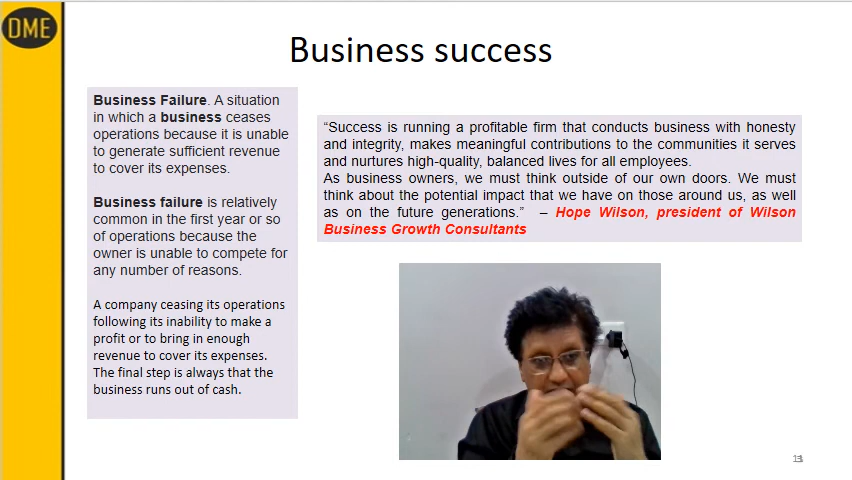 DME
Business success
Business Failure. A situation
in which a business ceases
operations because it is unable
to generate sufficient revenue
to cover its expenses.
Business failure is relatively
common in the first year or so
of operations because the
owner is unable to compete for
any number of reasons.
A company ceasing its operations
following its inability to make a
profit or to bring in enough
revenue to cover its expenses.
The final step is always that the
business runs out of cash.
“Success is running a profitable firm that conducts business with honesty
and integrity, makes meaningful contributions to the communities it serves
and nurtures high-quality, balanced lives for all employees.
As business owners, we must think outside of our own doors. We must
think about the potential impact that we have on those around us, as well
as on the future generations.” – Hope Wilson, president of Wilson
Business Growth Consultants